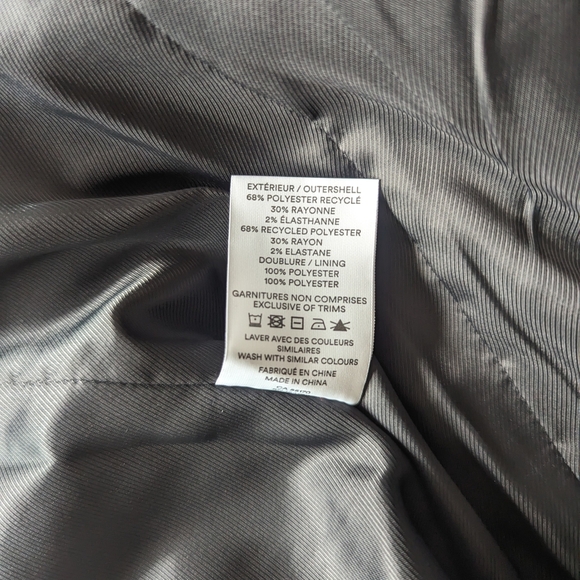 EXTÉRIEUR / OUTERSHELL
68% POLYESTER RECYCLÉ
30% RAYONNE
2% ÉLASTHANNE
68% RECYCLED POLYESTER
30% RAYON
2% ELASTANE
DOUBLURE / LINING
100% POLYESTER
100% POLYESTER
GARNITURES NON COMPRISES
EXCLUSIVE OF TRIMS
LAVER AVEC DES COULEURS
SIMILAIRES
WASH WITH SIMILAR COLOURS
FABRIQUÉ EN CHINE
MADE IN CHINA